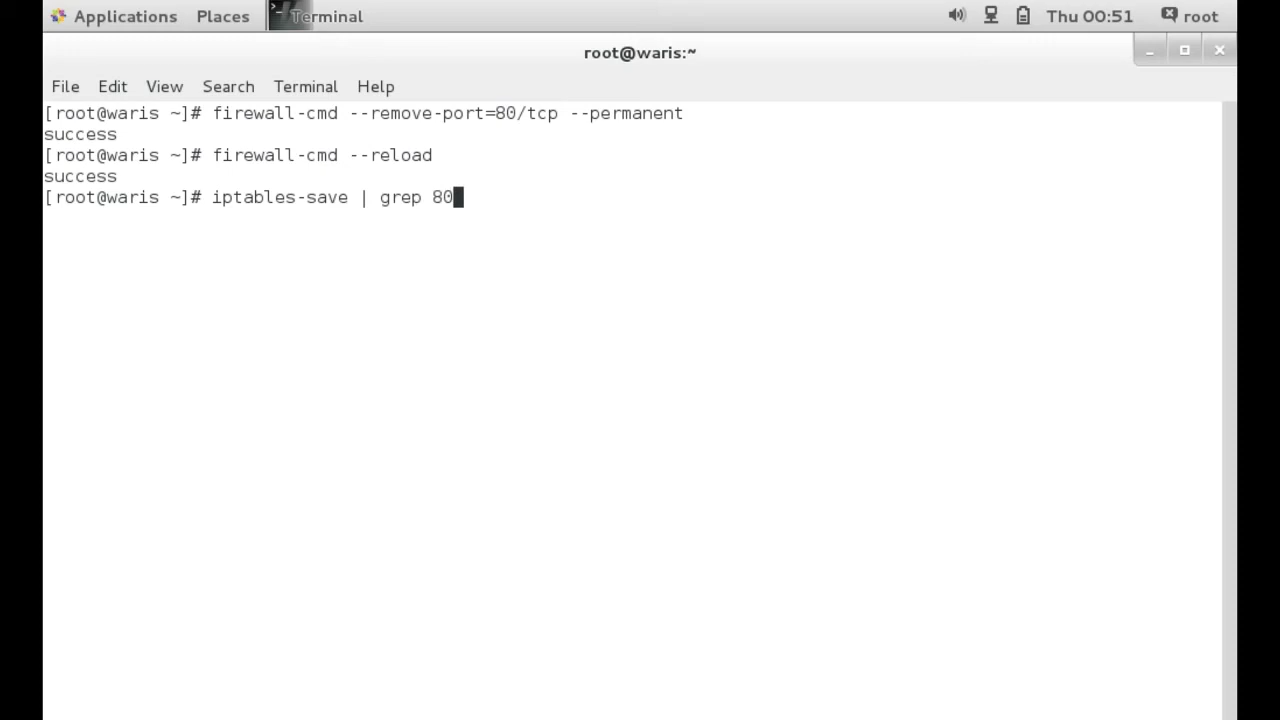 Applications Places Terminal Thu 00:51 root
root@waris:~
File Edit View Search Terminal Help
[root@waris ~]# firewall-cmd --remove-port=80/tcp --permanent
success
[root@waris ~]# firewall-cmd --reload
success
[root@waris ~]# iptables-save | grep 80